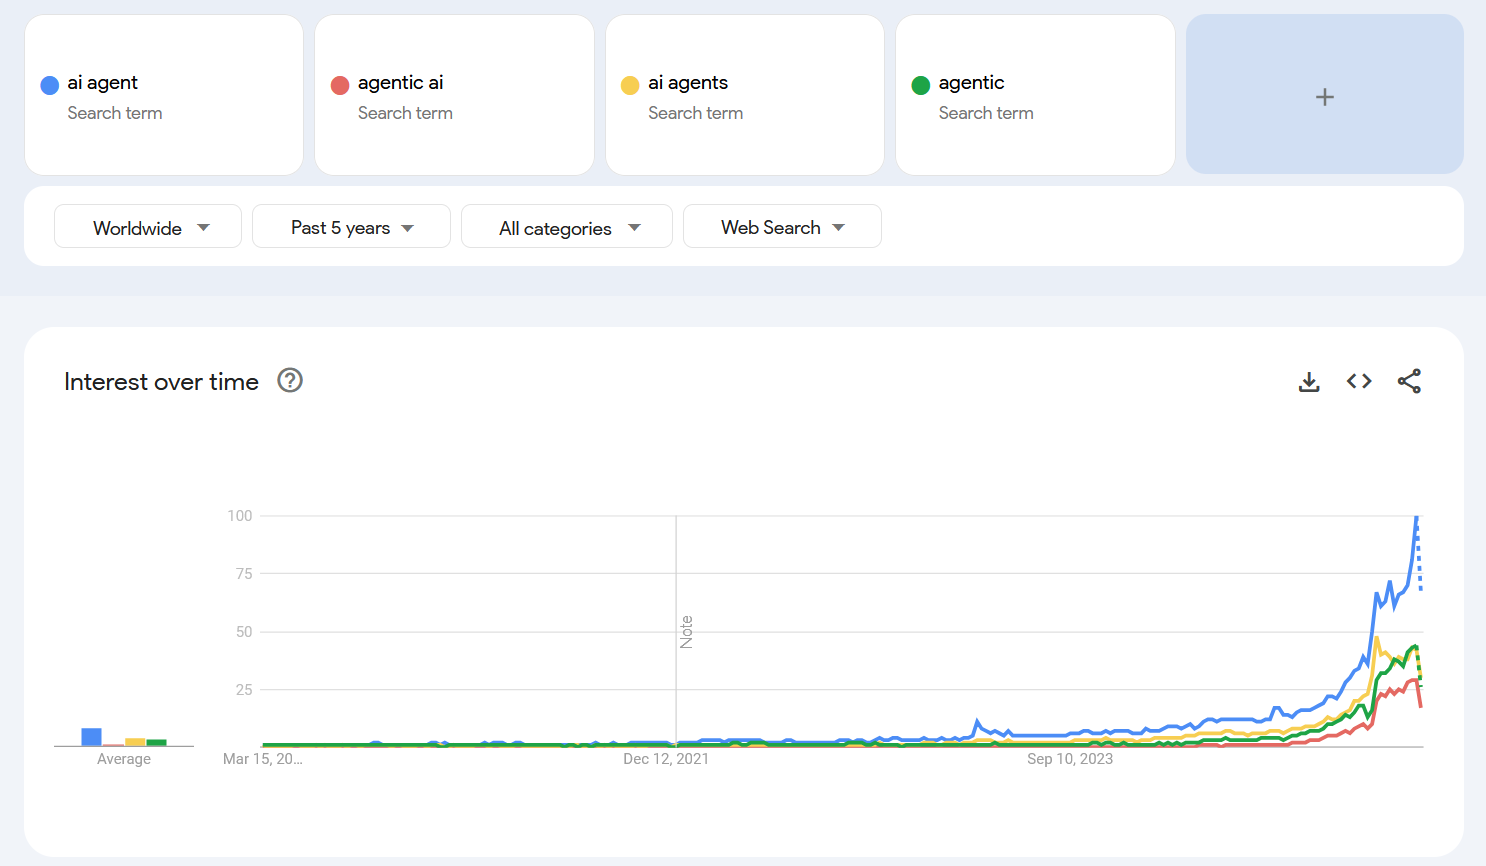 ai agent
Search term
agentic ai
Search term
ai agents
Search term
agentic
Search term
+
Worldwide
Past 5 years
All categories
Web Search
Interest over time
?
100
75
50
25
Note
Average
Mar 15, 20...
Dec 12, 2021
Sep 10, 2023